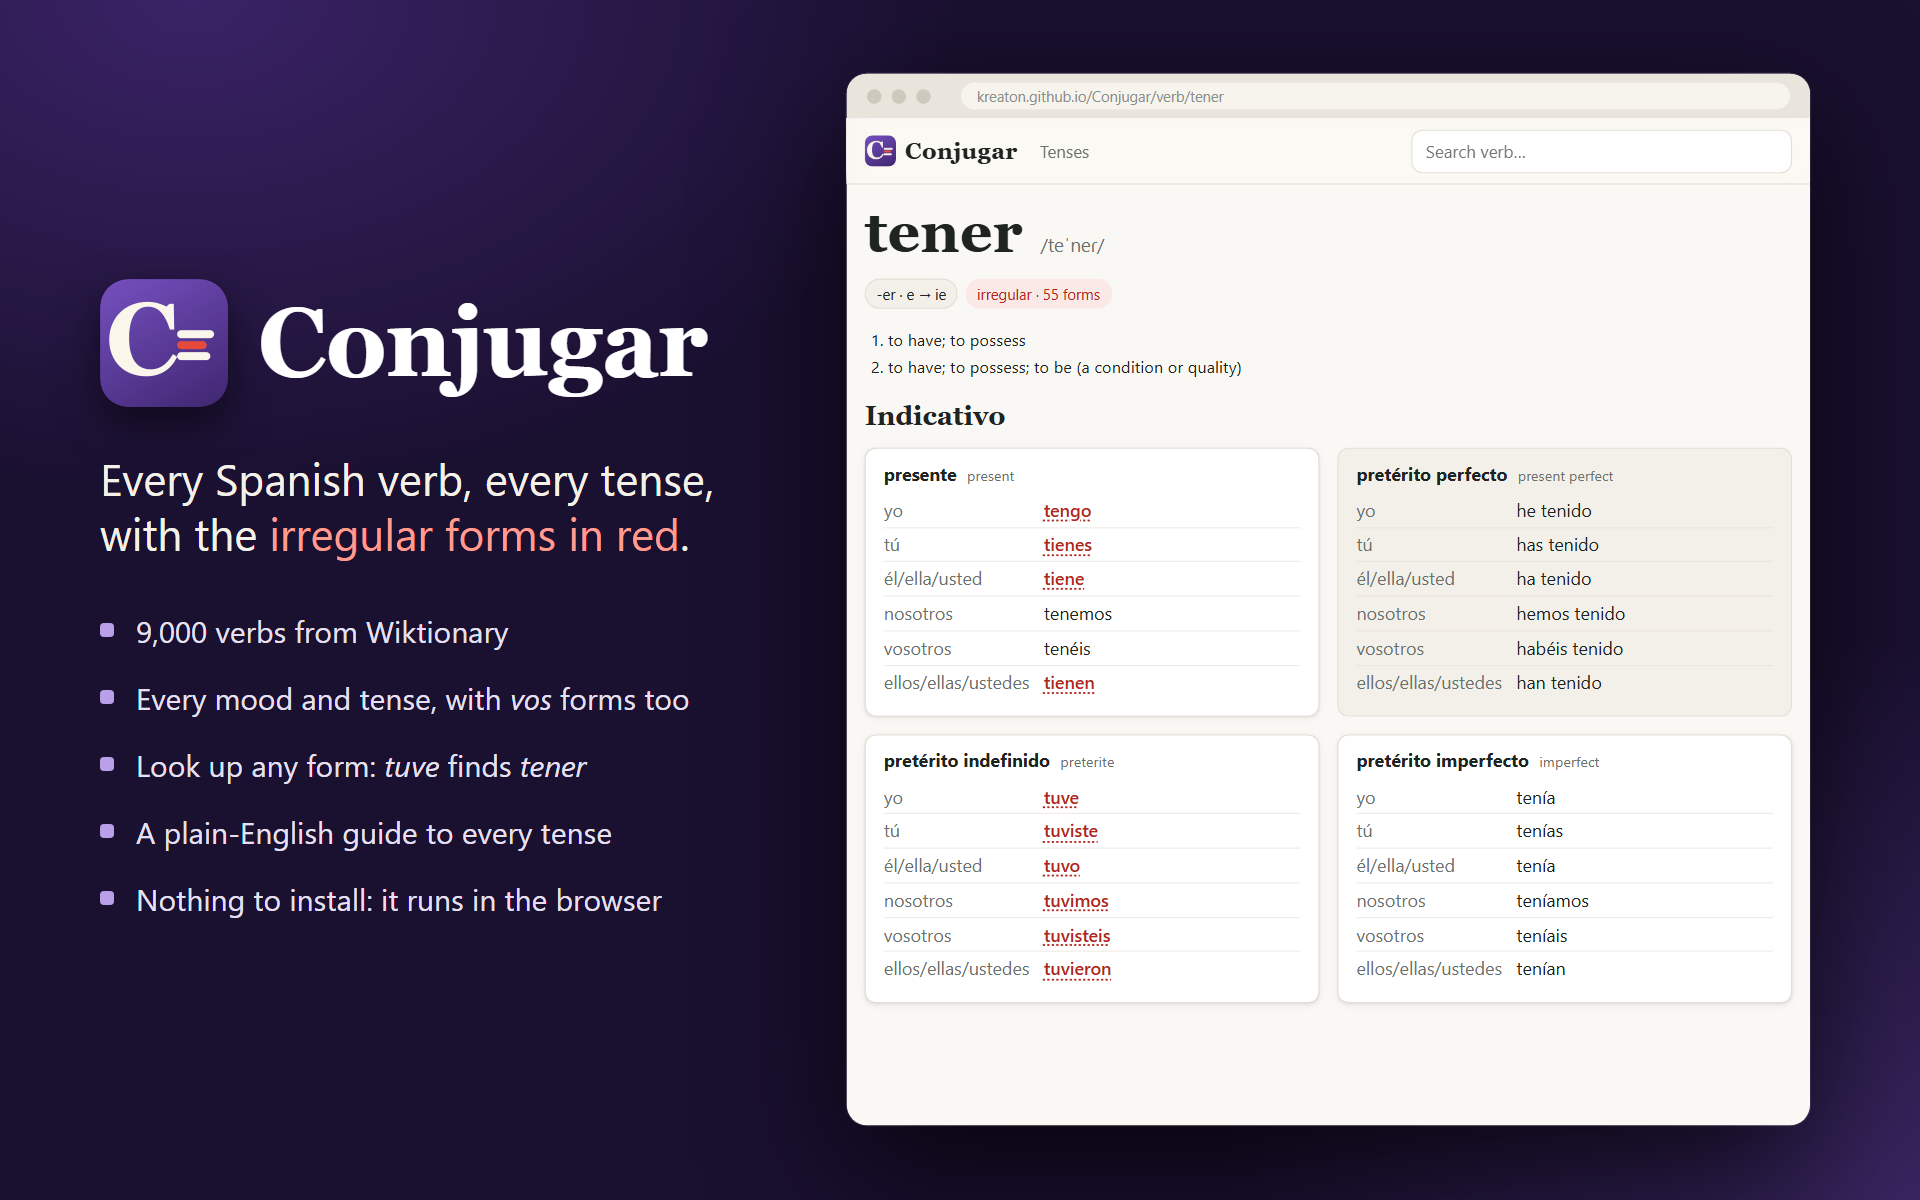 Conjugar
Every Spanish verb, every tense,
with the irregular forms in red.
9,000 verbs from Wiktionary
Every mood and tense, with vos forms too
Look up any form: tuve finds tener
A plain-English guide to every tense
Nothing to install: it runs in the browser
kreaton.github.io/Conjugar/verb/tener
Conjugar Tenses Search verb...
tener /teˈneɾ/
-er · e → ie irregular · 55 forms
1. to have; to possess
2. to have; to possess; to be (a condition or quality)
Indicativo
presente present
yo tengo
tú tienes
él/ella/usted tiene
nosotros tenemos
vosotros tenéis
ellos/ellas/ustedes tienen
pretérito perfecto present perfect
yo he tenido
tú has tenido
él/ella/usted ha tenido
nosotros hemos tenido
vosotros habéis tenido
ellos/ellas/ustedes han tenido
pretérito indefinido preterite
yo tuve
tú tuviste
él/ella/usted tuvo
nosotros tuvimos
vosotros tuvisteis
ellos/ellas/ustedes tuvieron
pretérito imperfecto imperfect
yo tenía
tú tenías
él/ella/usted tenía
nosotros teníamos
vosotros teníais
ellos/ellas/ustedes tenían